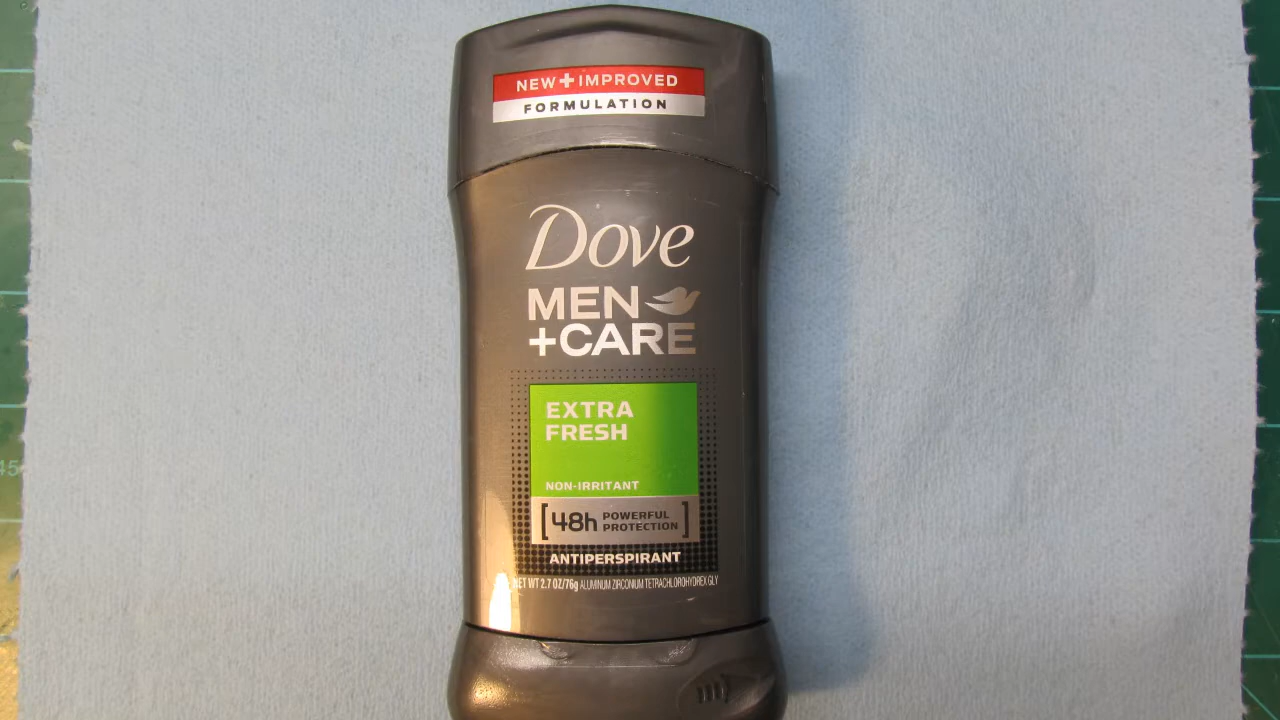 NEW+IMPROVED
FORMULATION
Dove
MEN
+CARE
EXTRA
FRESH
NON-IRRITANT
[48h POWERFUL
PROTECTION]
ANTIPERSPIRANT
NET WT 2.7 OZ/76g ALUMINUM ZIRCONIUM TETRACHLOROHYDREX GLY
45